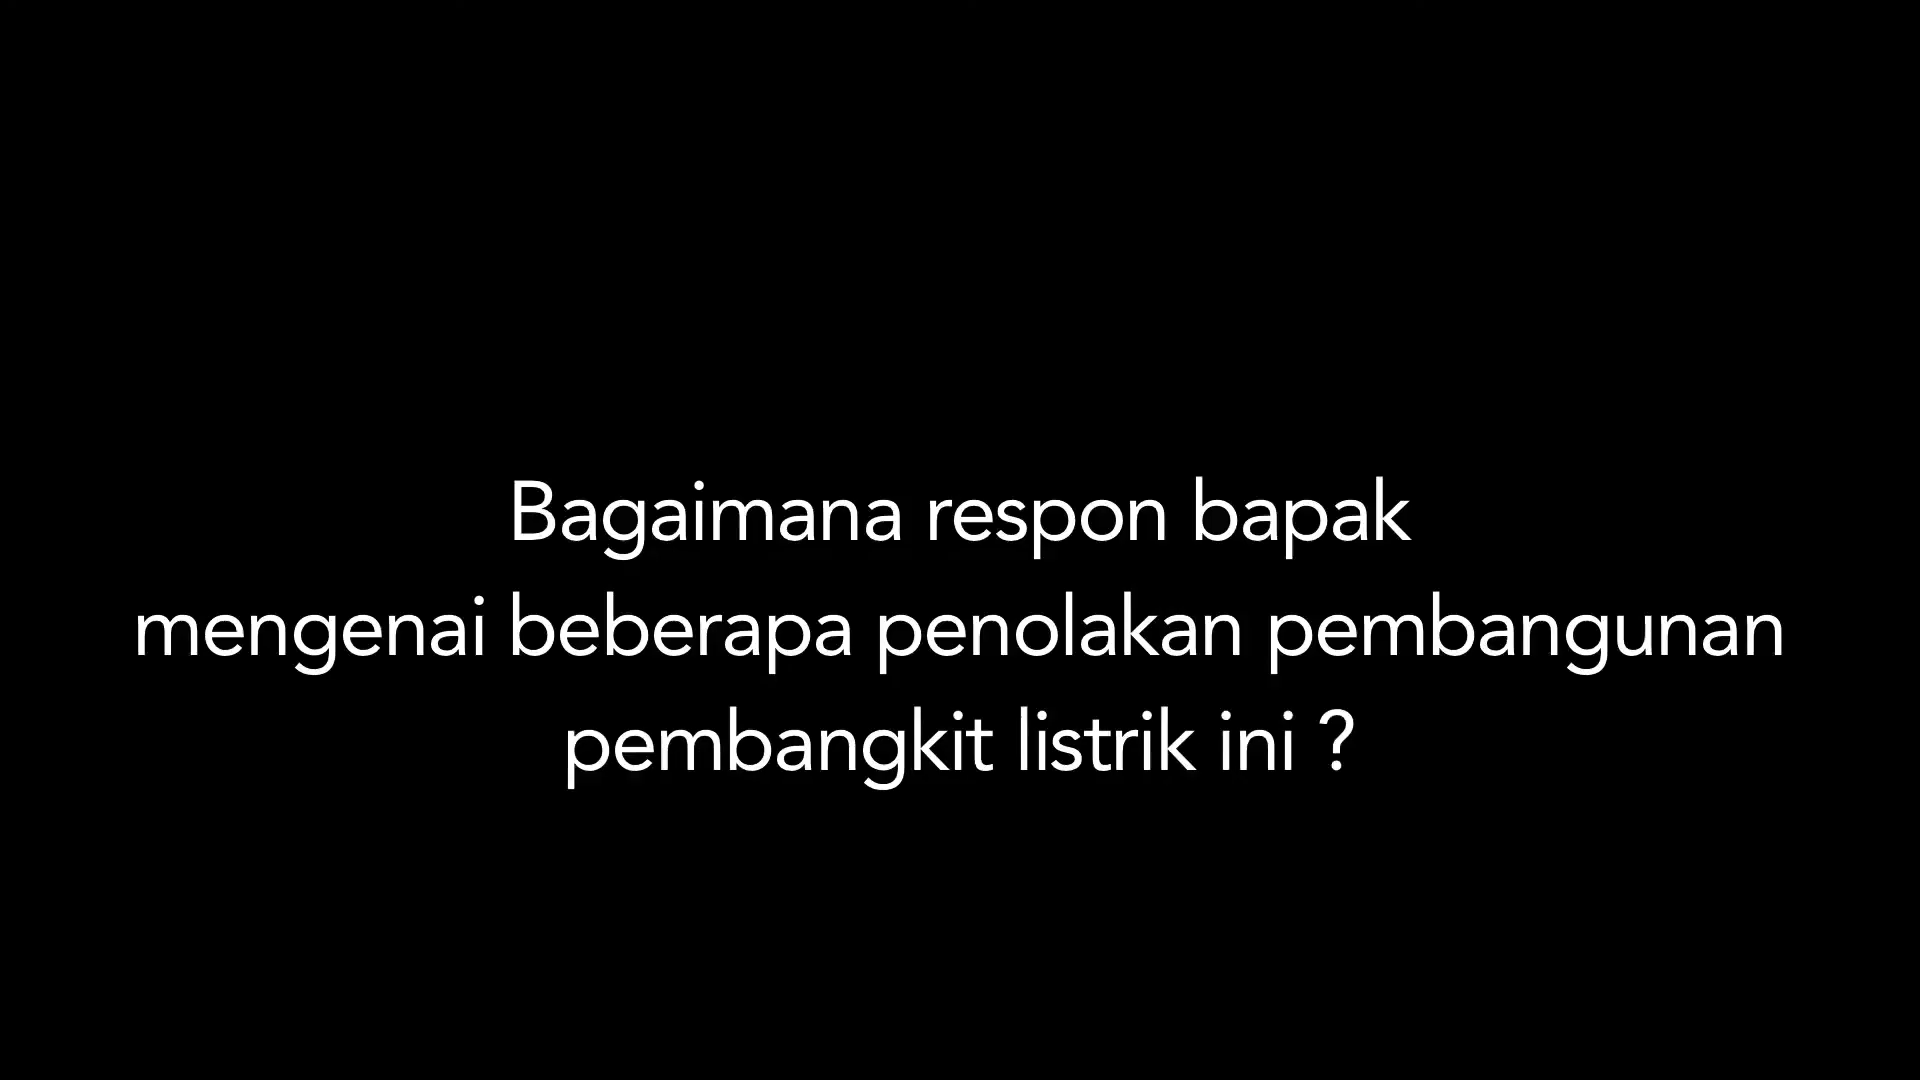 Bagaimana respon bapak
mengenai beberapa penolakan pembangunan
pembangkit listrik ini ?